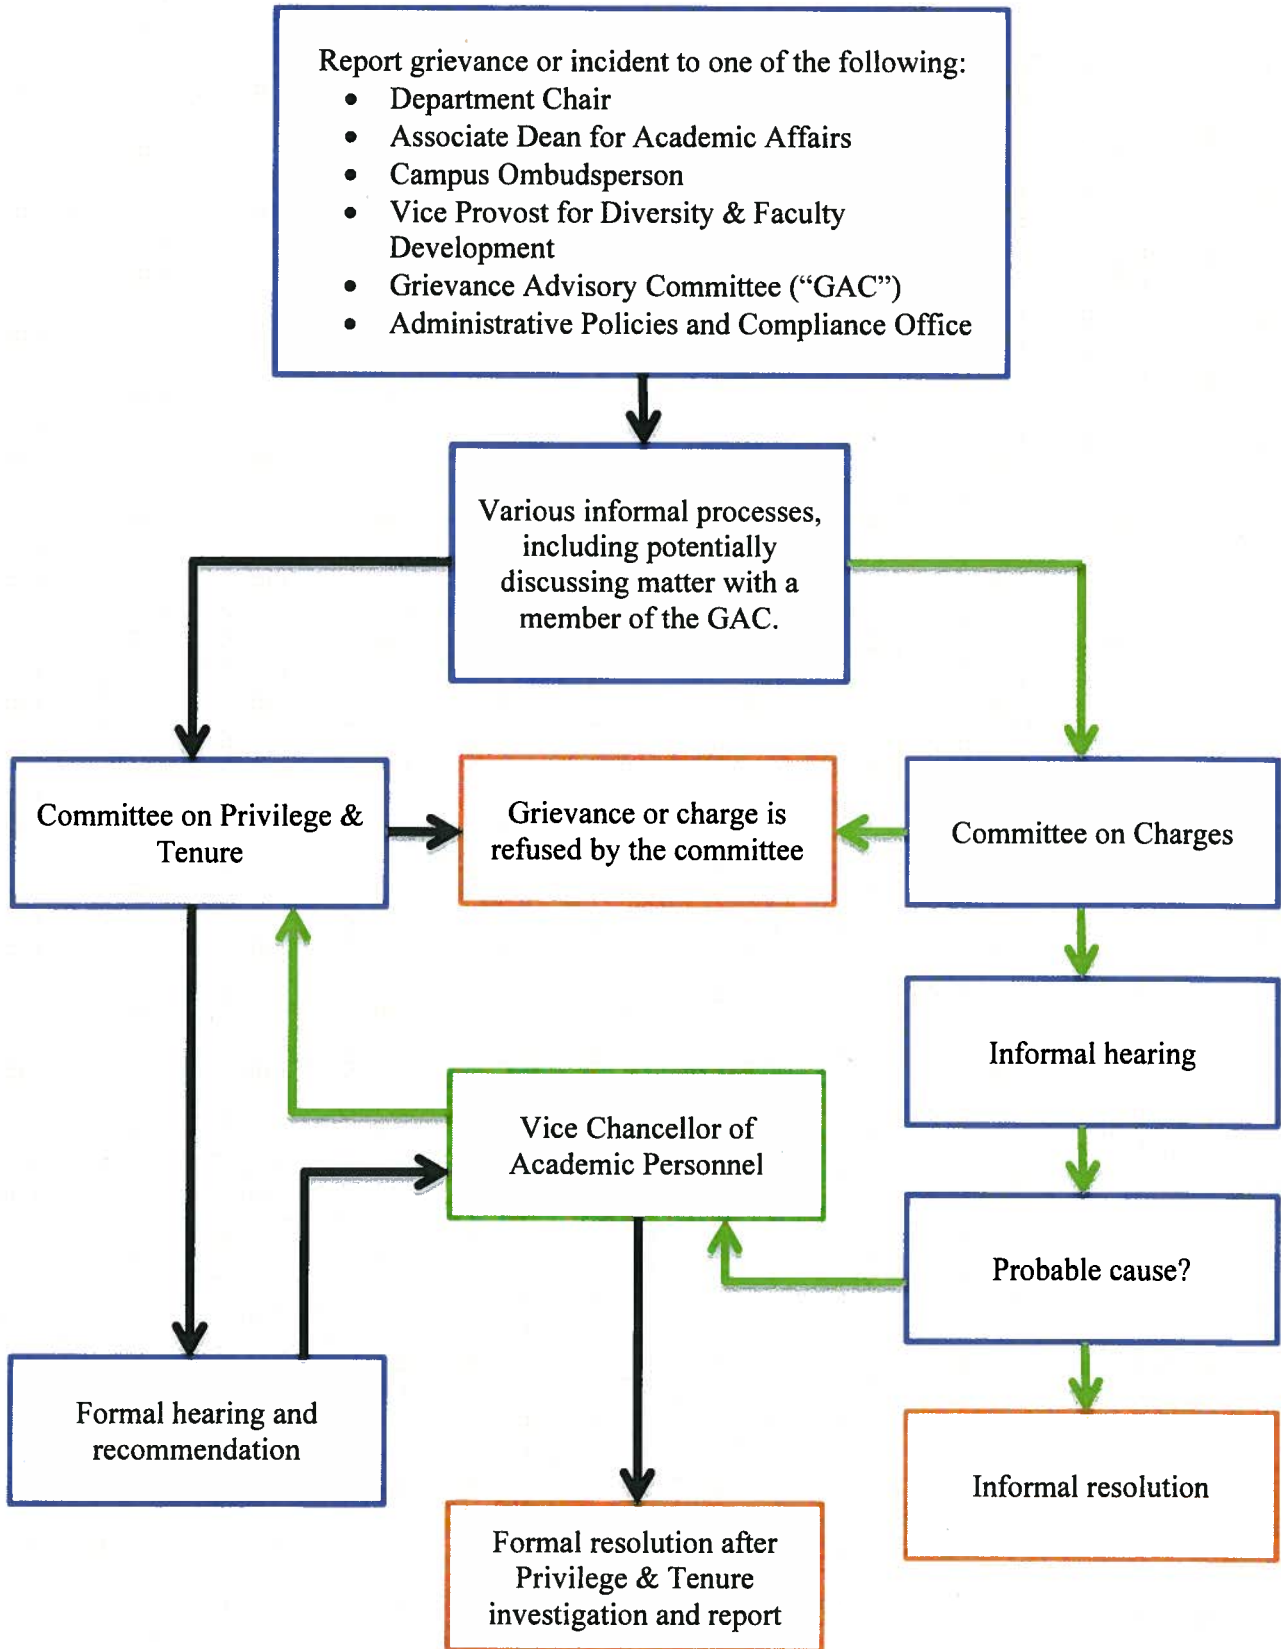 Report grievance or incident to one of the following:
• Department Chair
• Associate Dean for Academic Affairs
• Campus Ombudsperson
• Vice Provost for Diversity & Faculty
Development
• Grievance Advisory Committee (“GAC”)
• Administrative Policies and Compliance Office
Various informal processes,
including potentially
discussing matter with a
member of the GAC.
Committee on Privilege &
Tenure
Grievance or charge is
refused by the committee
Committee on Charges
Informal hearing
Vice Chancellor of
Academic Personnel
Probable cause?
Formal hearing and
recommendation
Informal resolution
Formal resolution after
Privilege & Tenure
investigation and report